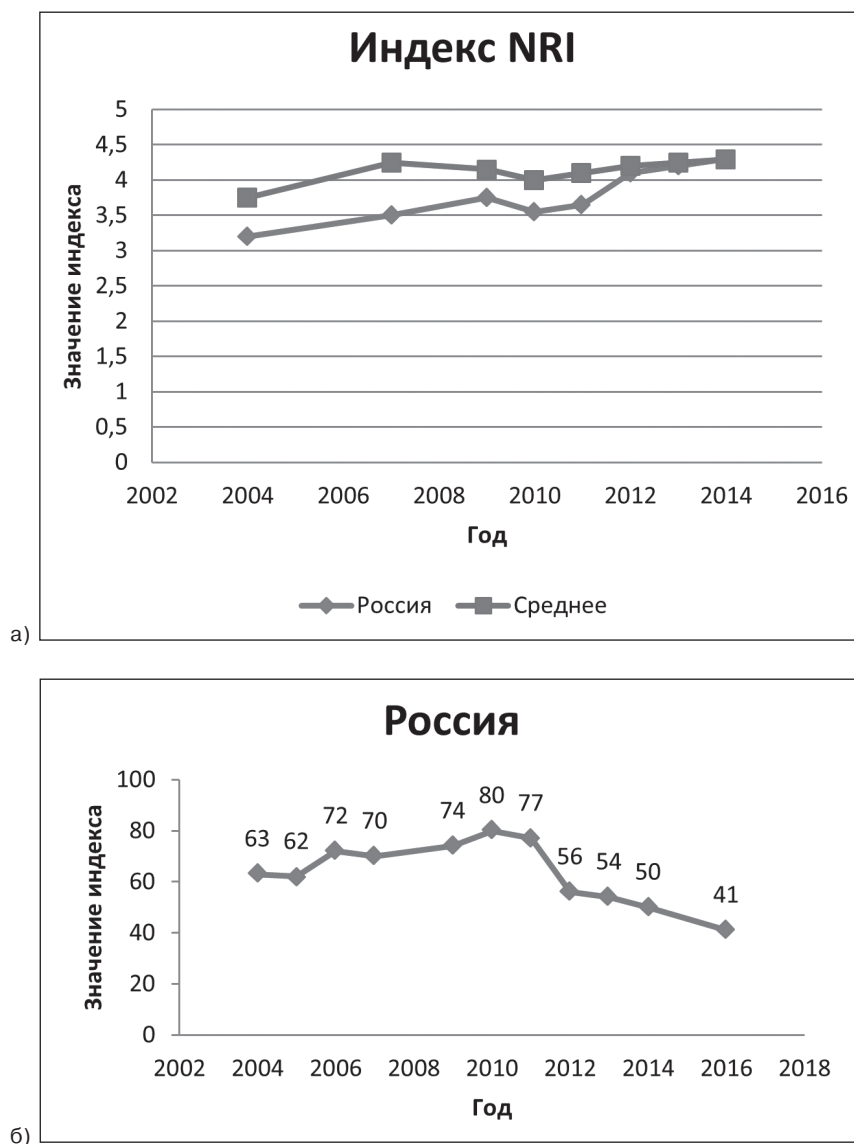 Индекс NRI
5
4,5
4
3,5
3
2,5
2
1,5
1
0,5
0
Значение индекса
2002 2004 2006 2008 2010 2012 2014 2016
Год
Россия Среднее
а)
Россия
100
80
60
40
20
0
Значение индекса
63 62 72 70 74 80 77 56 54 50 41
2002 2004 2006 2008 2010 2012 2014 2016 2018
Год
б)